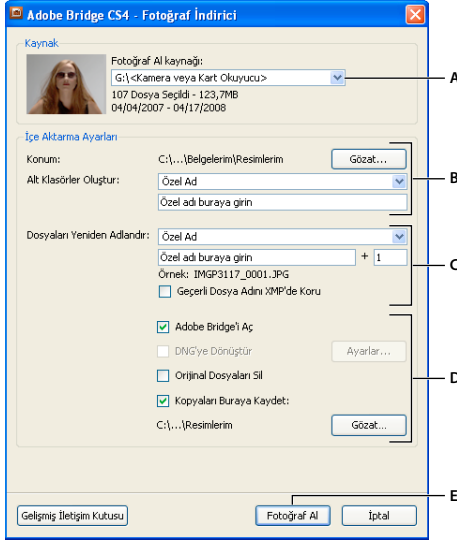 Adobe Bridge CS4 - Fotoğraf İndirici
Kaynak
Fotoğraf Al kaynağı:
G:\<Kamera veya Kart Okuyucu>
A
107 Dosya Seçildi - 123,7MB
04/04/2007 - 04/17/2008
İçe Aktarma Ayarları
Konum: C:\...\Belgelerim\Resimlerim Gözat...
Alt Klasörler Oluştur: Özel Ad
B
Özel adı buraya girin
Dosyaları Yeniden Adlandır: Özel Ad
Özel adı buraya girin + 1
C
Örnek: IMGP3117_0001.JPG
Geçerli Dosya Adını XMP'de Koru
Adobe Bridge'i Aç
DNG'ye Dönüştür Ayarlar...
Orijinal Dosyaları Sil
D
Kopyaları Buraya Kaydet:
C:\...\Resimlerim Gözat...
E
Gelişmiş İletişim Kutusu Fotoğraf Al İptal